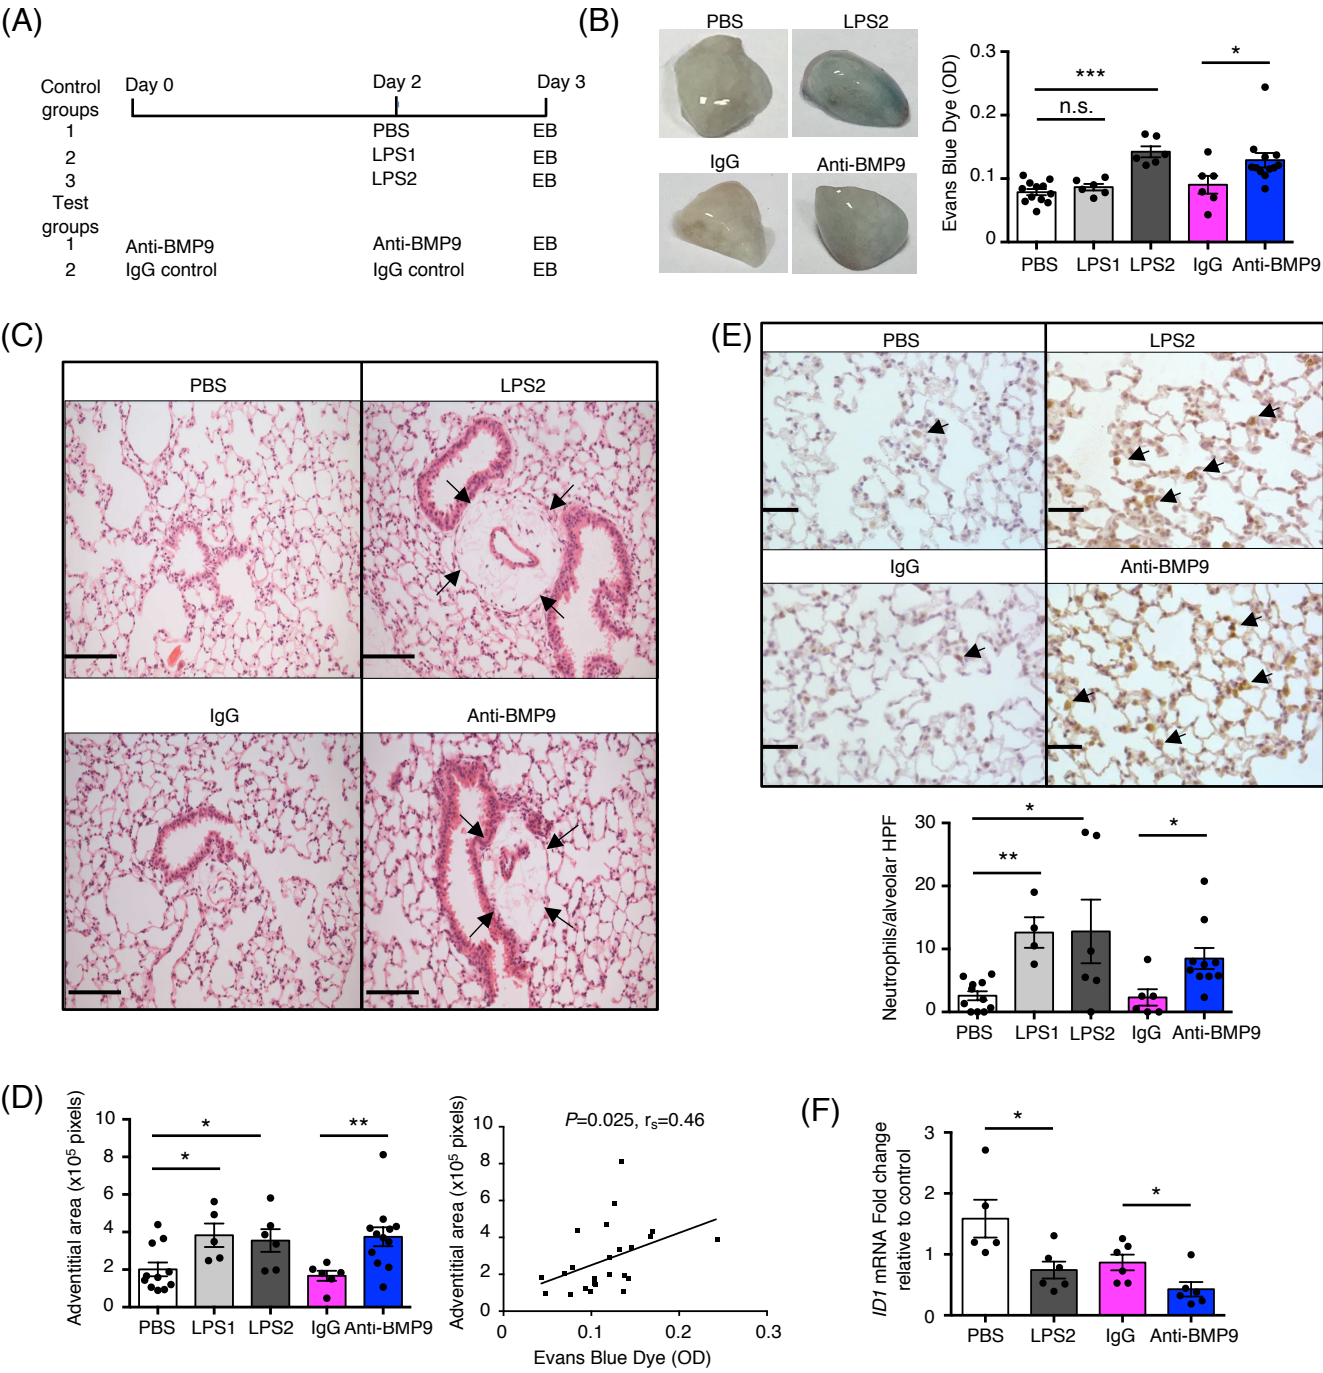 (A)
Control
groups
Day 0
Day 2
Day 3
1
PBS
EB
2
LPS1
EB
3
LPS2
EB
Test
groups
1
Anti-BMP9
Anti-BMP9
EB
2
IgG control
IgG control
EB
(B)
PBS
LPS2
IgG
Anti-BMP9
Evans Blue Dye (OD)
0.3
0.2
0.1
0
***
n.s.
*
PBS
LPS1
LPS2
IgG
Anti-BMP9
(C)
PBS
LPS2
IgG
Anti-BMP9
(E)
PBS
LPS2
IgG
Anti-BMP9
Neutrophils/alveolar HPF
30
20
10
0
*
**
*
PBS
LPS1
LPS2
IgG
Anti-BMP9
(D)
Adventitial area (x10⁵ pixels)
10
8
6
4
2
0
*
*
**
PBS
LPS1
LPS2
IgG
Anti-BMP9
Adventitial area (x10⁵ pixels)
10
8
6
4
2
0
P=0.025, rₛ=0.46
0
0.1
0.2
0.3
Evans Blue Dye (OD)
(F)
ID1 mRNA Fold change
relative to control
3
2
1
0
*
*
PBS
LPS2
IgG
Anti-BMP9